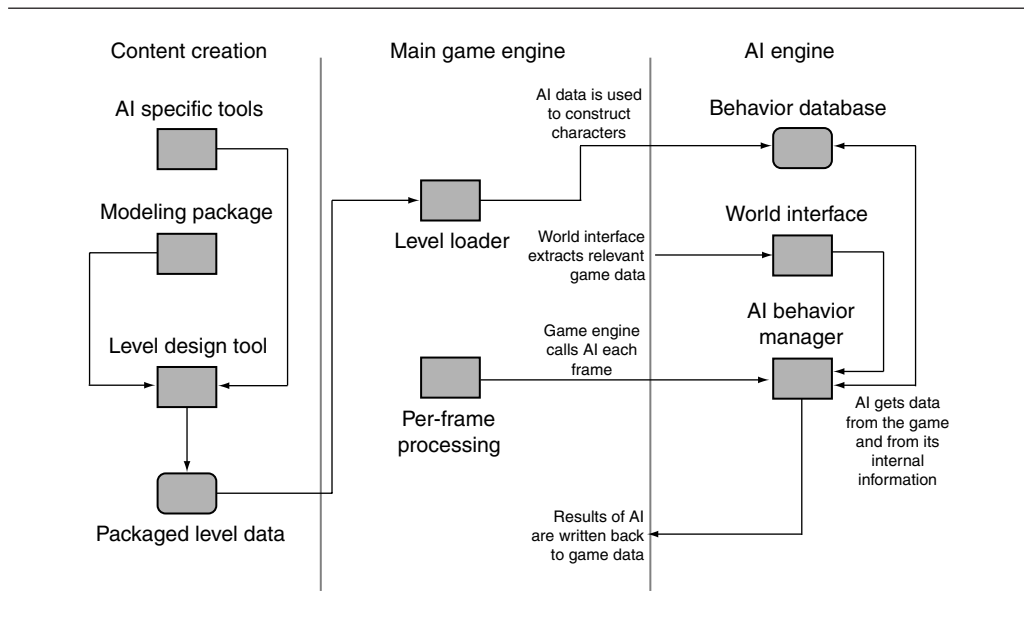 Content creation
Main game engine
AI engine
AI specific tools
AI data is used
to construct
characters
Behavior database
Modeling package
Level loader
World interface
extracts relevant
game data
World interface
AI behavior
manager
Level design tool
Game engine
calls AI each
frame
Per-frame
processing
AI gets data
from the game
and from its
internal
information
Packaged level data
Results of AI
are written back
to game data